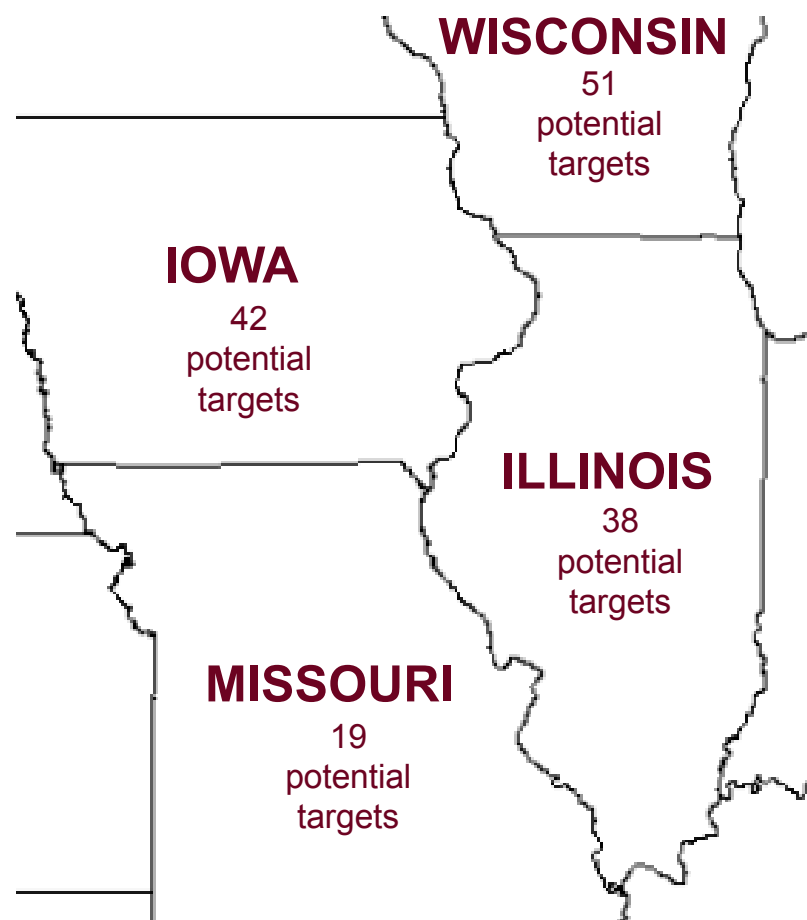 WISCONSIN
51
potential
targets
IOWA
42
potential
targets
ILLINOIS
38
potential
targets
MISSOURI
19
potential
targets